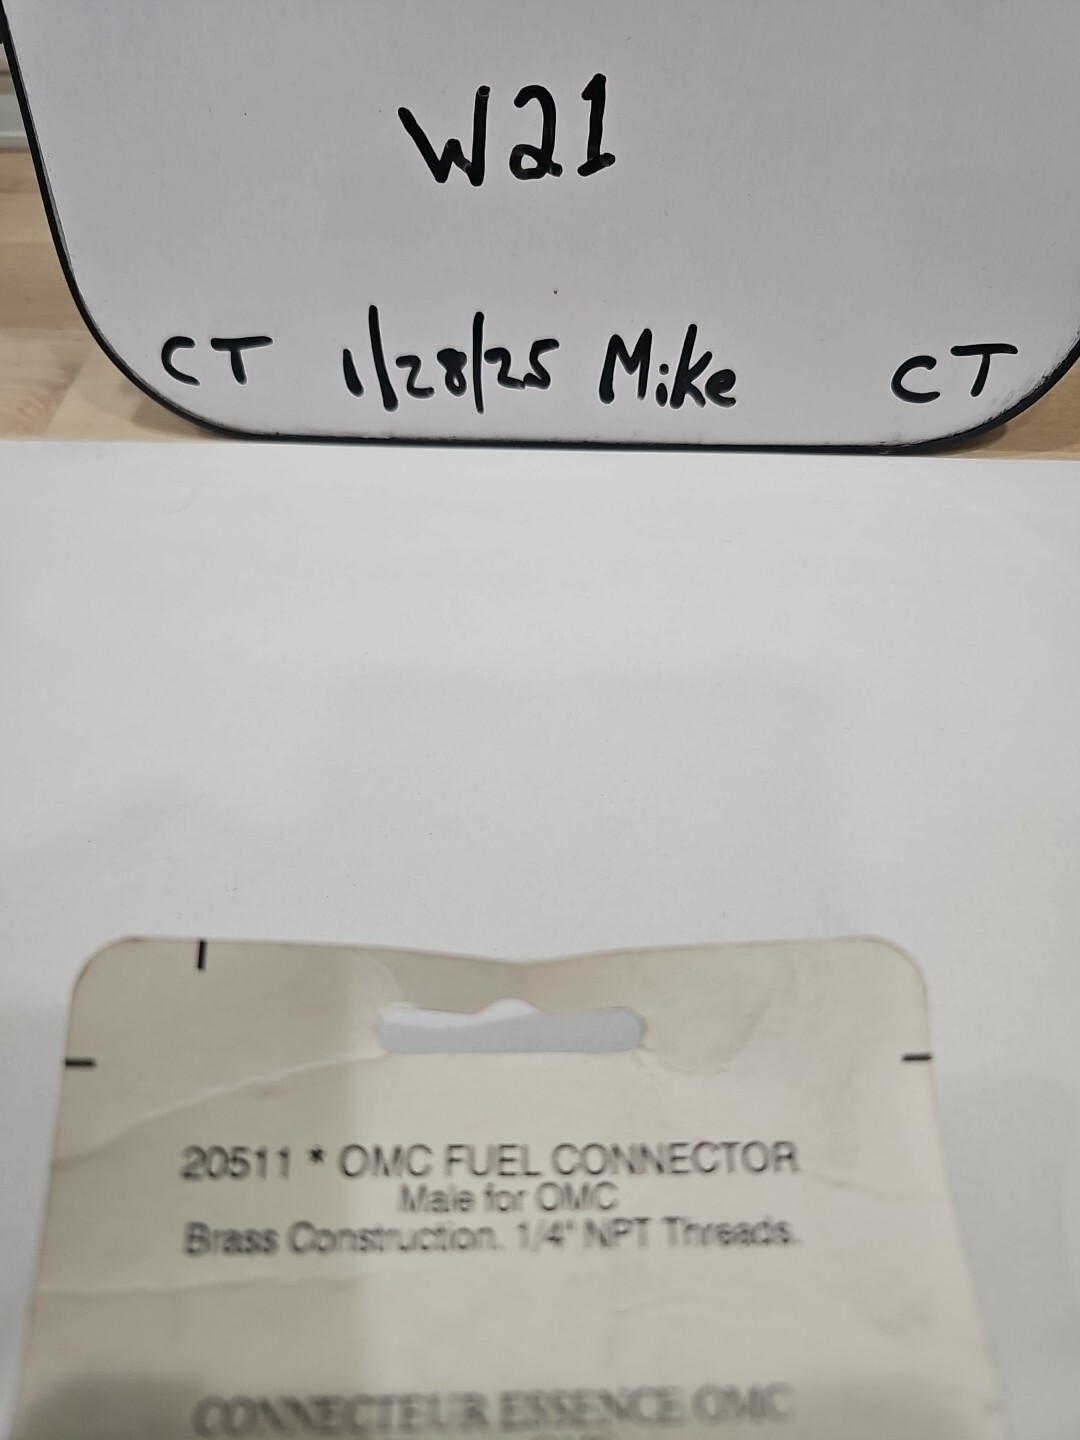 W21
CT 1/28/25 Mike CT
20511 * OMC FUEL CONNECTOR
Male for OMC
Brass Construction. 1/4" NPT Threads.
CONNECTEUR ESSENCE OMC